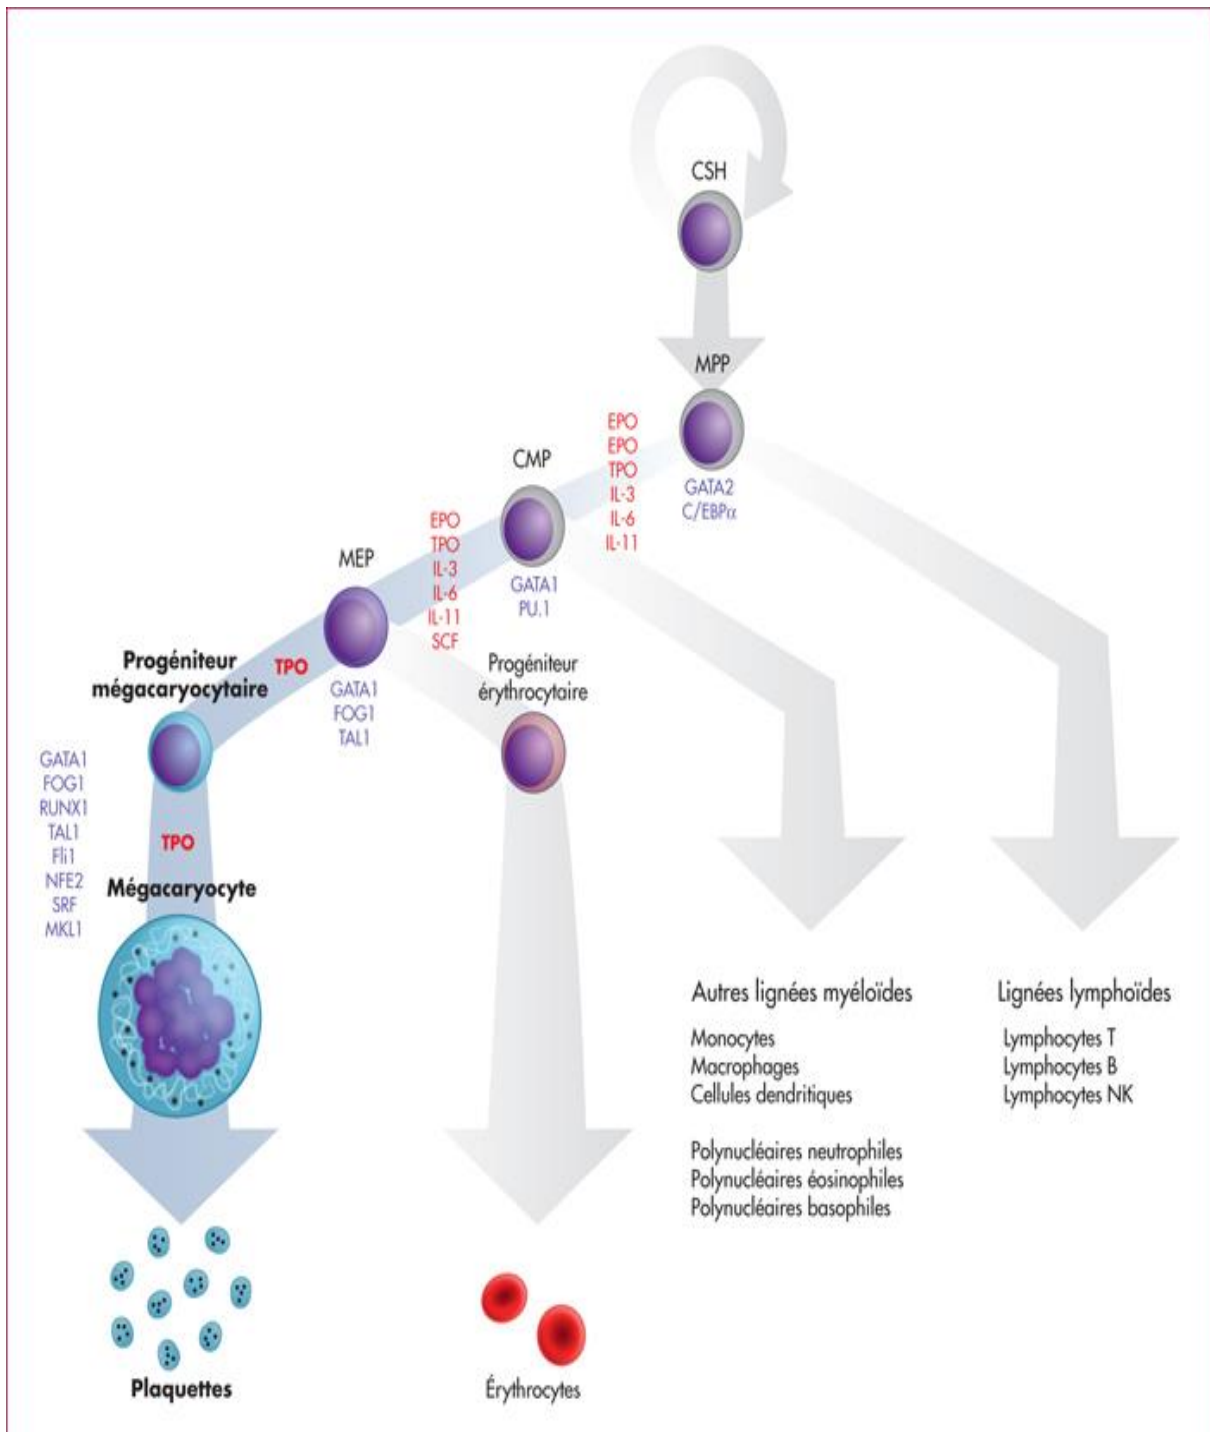 CSH
MPP
EPO
EPO
TPO
IL-3
IL-6
IL-11
GATA2
C/EBPα
CMP
EPO
TPO
IL-3
IL-6
IL-11
SCF
GATA1
PU.1
MEP
Progéniteur
mégacaryocytaire
TPO
GATA1
FOG1
TAL1
Progéniteur
érythrocytaire
GATA1
FOG1
RUNX1
TAL1
Fli1
NFE2
SRF
MKL1
TPO
Mégacaryocyte
Autres lignées myéloïdes
Monocytes
Macrophages
Cellules dendritiques
Polynucléaires neutrophiles
Polynucléaires éosinophiles
Polynucléaires basophiles
Lignées lymphoïdes
Lymphocytes T
Lymphocytes B
Lymphocytes NK
Plaquettes
Érythrocytes